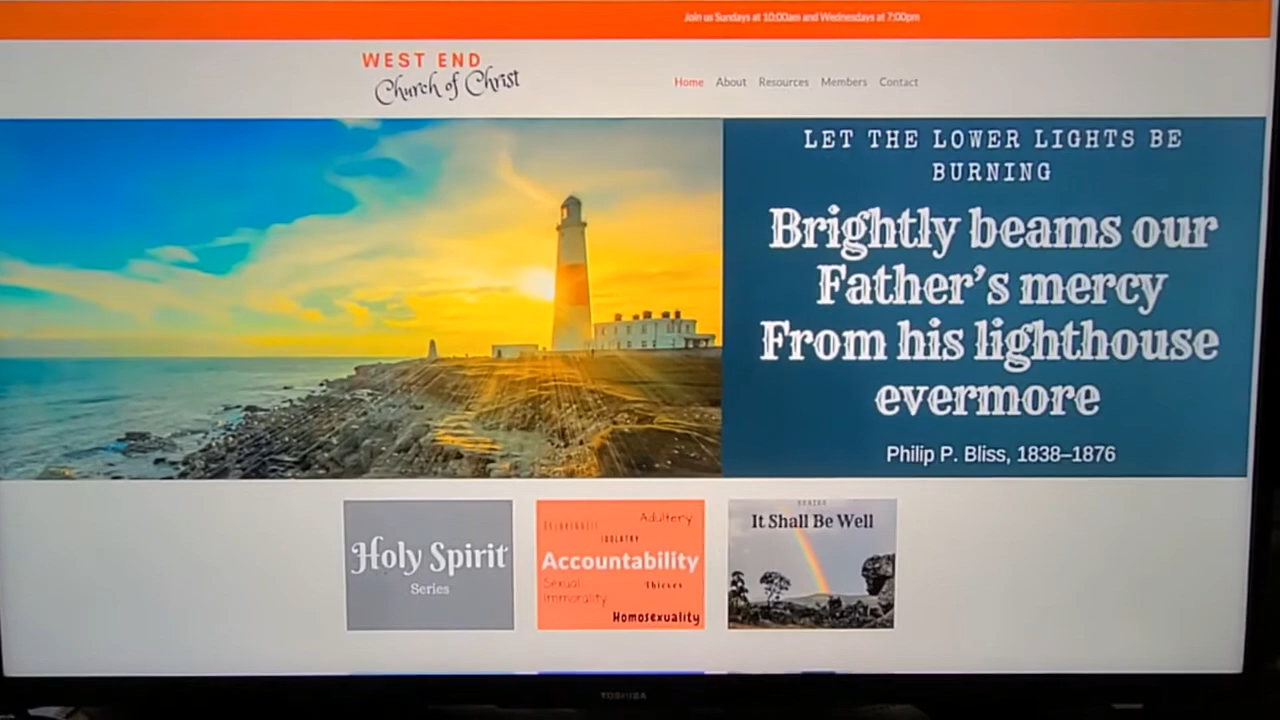 Join us Sundays at 10:00am and Wednesdays at 7:00pm
WEST END
Church of Christ
Home About Resources Members Contact
LET THE LOWER LIGHTS BE
BURNING
Brightly beams our
Father's mercy
From his lighthouse
evermore
Philip P. Bliss, 1838–1876
Holy Spirit
Series
Adultery
IDOLATRY
Accountability
Sexual
Immorality
Thieves
Homosexuality
SERIES
It Shall Be Well
TOSHIBA